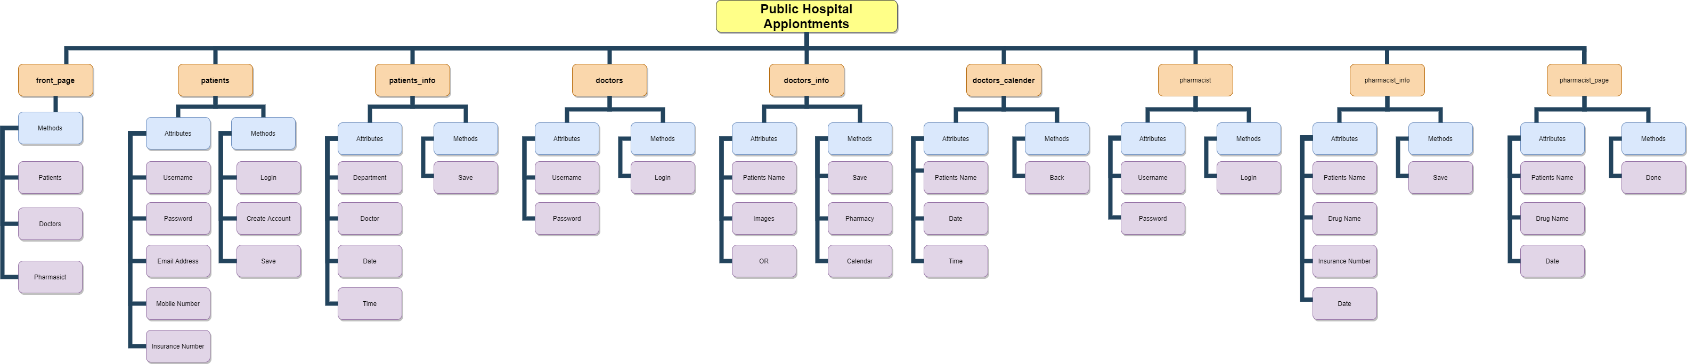 Public Hospital
Appiontments
front_page
patients
patients_info
doctors
doctors_info
doctors_calender
pharmacist
pharmacist_info
pharmacist_page
Methods
Patients
Doctors
Pharmasict
Attributes
Username
Password
Email Address
Mobile Number
Insurance Number
Methods
Login
Create Account
Save
Attributes
Department
Doctor
Date
Time
Methods
Save
Attributes
Username
Password
Methods
Login
Attributes
Patients Name
Images
OR
Methods
Save
Pharmacy
Calendar
Attributes
Patients Name
Date
Time
Methods
Back
Attributes
Username
Password
Methods
Login
Attributes
Patients Name
Drug Name
Insurance Number
Date
Methods
Save
Attributes
Patients Name
Drug Name
Date
Methods
Done